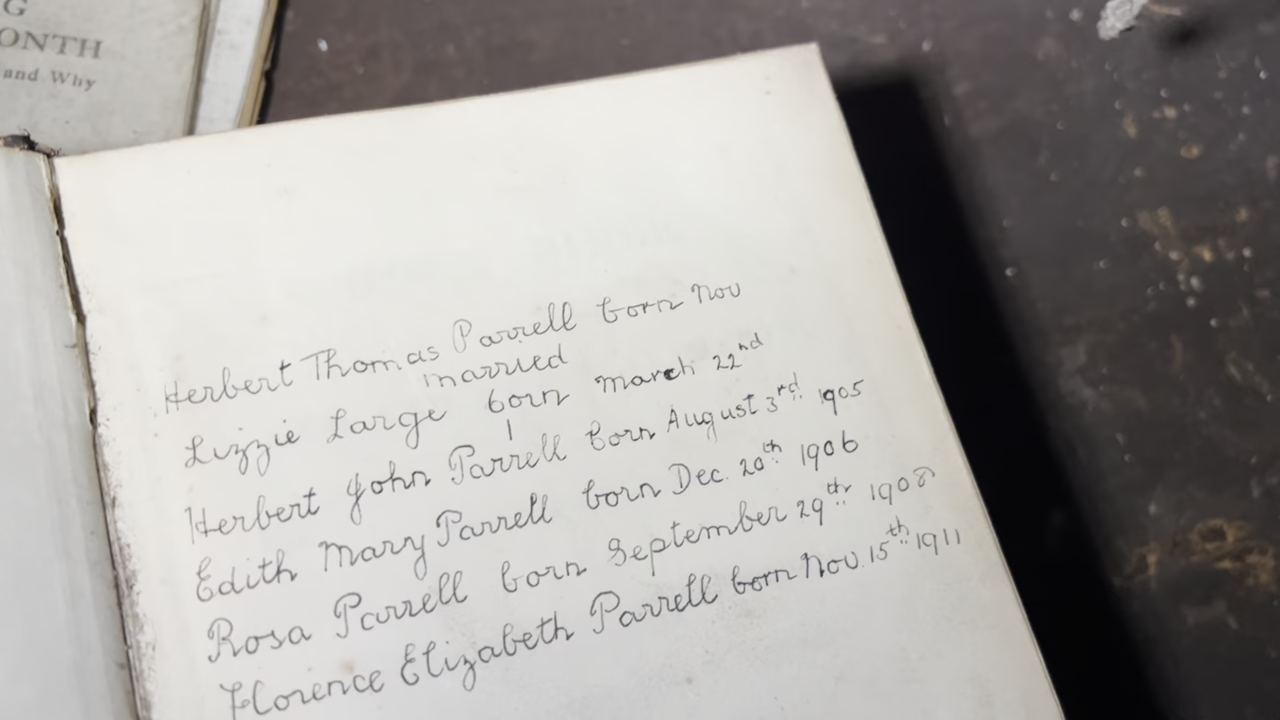 G
ONTH
and Why
Herbert Thomas Parrell born Nov
married
Lizzie Large born March 22nd
Herbert John Parrell born August 3rd 1905
Edith Mary Parrell born Dec. 20th 1906
Rosa Parrell born September 29th 1908
Florence Elizabeth Parrell born Nov. 15th 1911